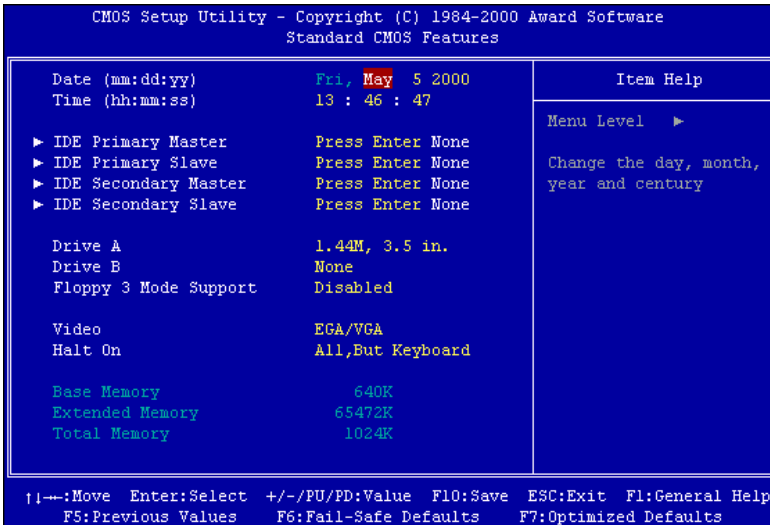 CMOS Setup Utility - Copyright (C) 1984-2000 Award Software
Standard CMOS Features
Date (mm:dd:yy) Fri, May 5 2000
Time (hh:mm:ss) 13 : 46 : 47
► IDE Primary Master Press Enter None
► IDE Primary Slave Press Enter None
► IDE Secondary Master Press Enter None
► IDE Secondary Slave Press Enter None
Drive A 1.44M, 3.5 in.
Drive B None
Floppy 3 Mode Support Disabled
Video EGA/VGA
Halt On All,But Keyboard
Base Memory 640K
Extended Memory 65472K
Total Memory 1024K
Item Help
Menu Level ►
Change the day, month,
year and century
↑↓→←:Move Enter:Select +/-/PU/PD:Value F10:Save ESC:Exit F1:General Help
F5:Previous Values F6:Fail-Safe Defaults F7:Optimized Defaults